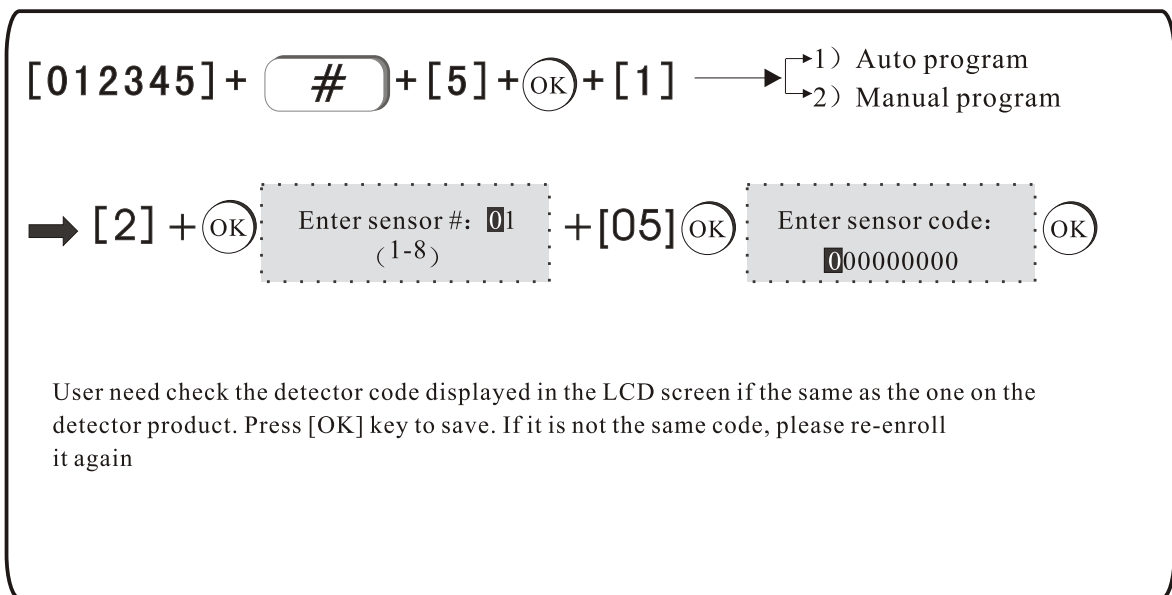 [012345]+ # +[5]+OK+[1]
1） Auto program
2） Manual program
[2] + OK Enter sensor #: 01 (1-8) +[05] OK Enter sensor code: 000000000 OK
User need check the detector code displayed in the LCD screen if the same as the one on the
detector product. Press [OK] key to save. If it is not the same code, please re-enroll
it again